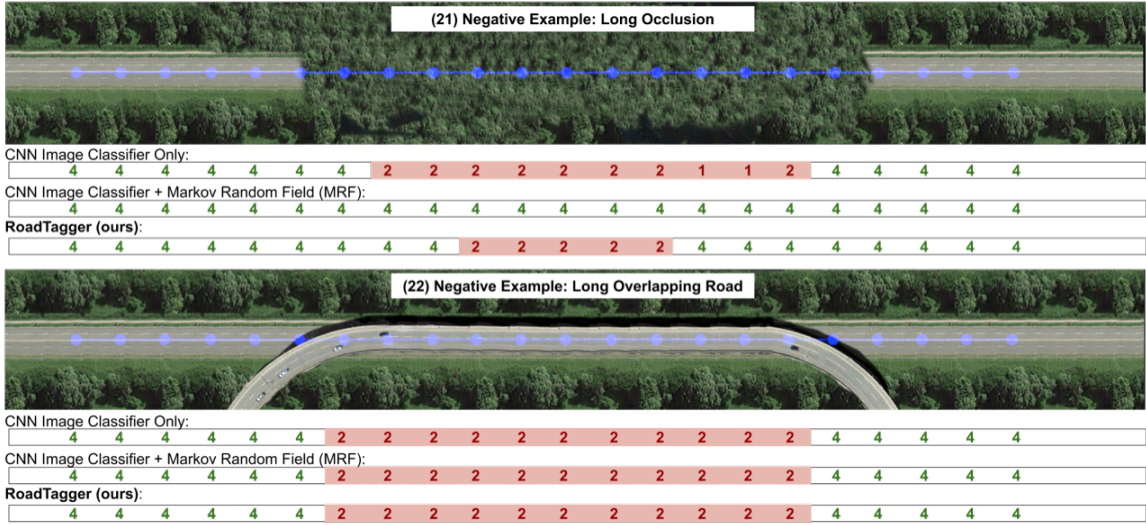 (21) Negative Example: Long Occlusion
CNN Image Classifier Only:
4 4 4 4 4 4 4 2 2 2 2 2 2 2 1 1 2 4 4 4 4 4
CNN Image Classifier + Markov Random Field (MRF):
4 4 4 4 4 4 4 4 4 4 4 4 4 4 4 4 4 4 4 4 4 4
RoadTagger (ours):
4 4 4 4 4 4 4 4 4 2 2 2 2 2 4 4 4 4 4 4 4 4
(22) Negative Example: Long Overlapping Road
CNN Image Classifier Only:
4 4 4 4 4 4 2 2 2 2 2 2 2 2 2 2 2 4 4 4 4 4
CNN Image Classifier + Markov Random Field (MRF):
4 4 4 4 4 4 2 2 2 2 2 2 2 2 2 2 2 4 4 4 4 4
RoadTagger (ours):
4 4 4 4 4 4 2 2 2 2 2 2 2 2 2 2 2 4 4 4 4 4